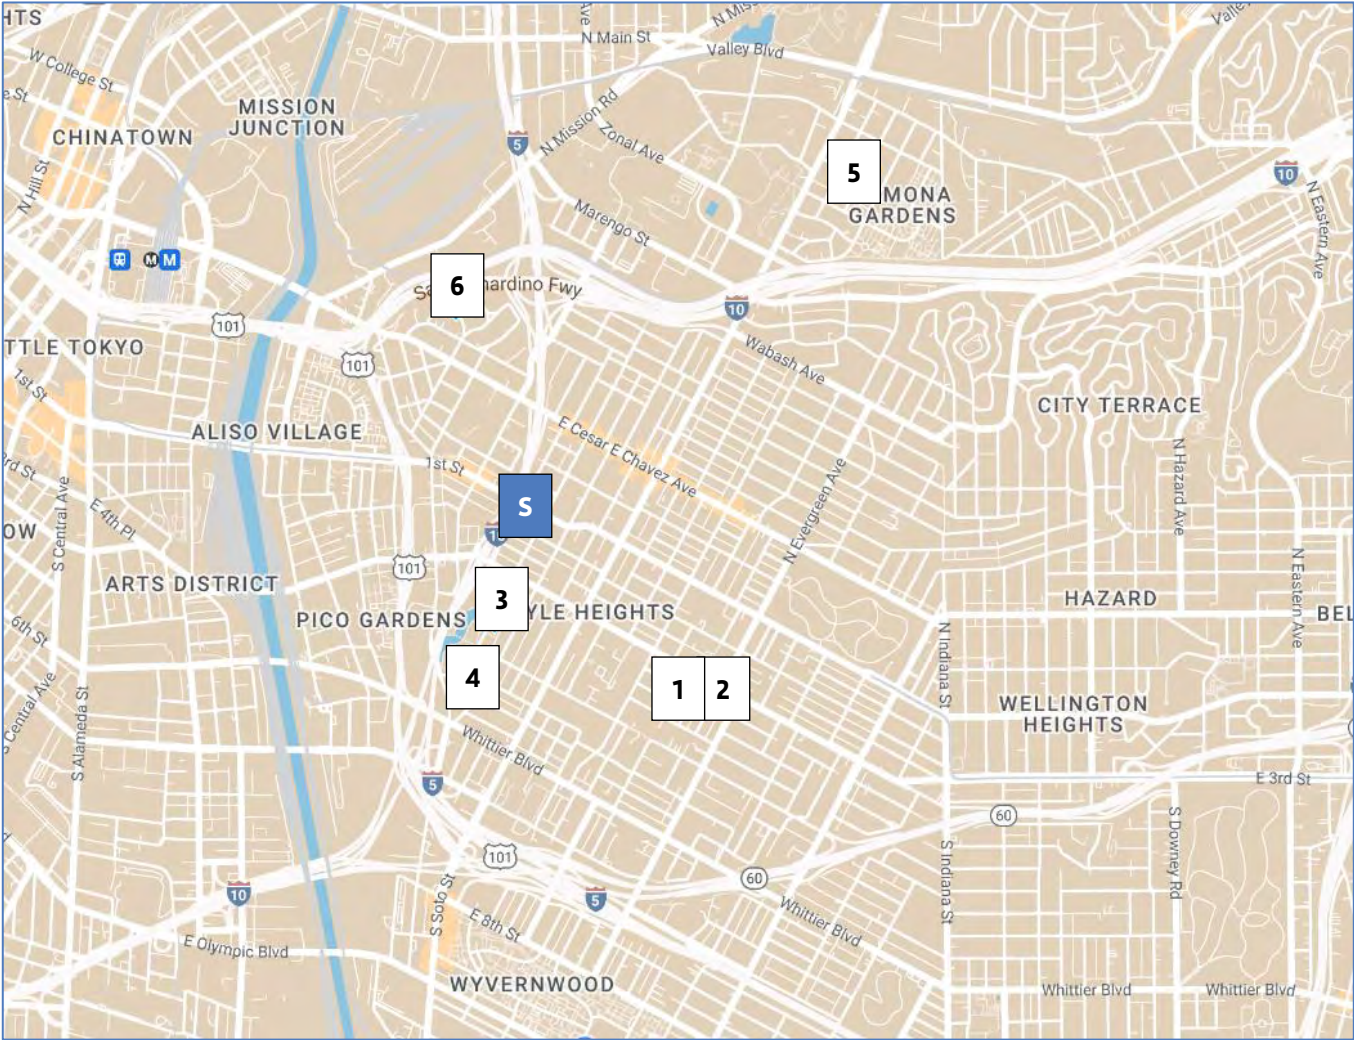 HTS
W College St
e St
MISSION
JUNCTION
CHINATOWN
N Hill St
Ave
N Main St
N Mis
Valley Blvd
Valley
N Mission Rd
Zonal Ave
5
5
MONA
GARDENS
10
N Eastern Ave
Marengo St
M
M
6
Sa
nardino Fwy
10
101
101
TTLE TOKYO
Wabash Ave
1st St
CITY TERRACE
ALISO VILLAGE
E Cesar E Chavez Ave
1st St
3rd St
N Hazard Ave
N Evergreen Ave
S Central Ave
E 4th Pl
S
OW
101
ARTS DISTRICT
3
YLE HEIGHTS
PICO GARDENS
HAZARD
N Eastern Ave
BEL
6th St
N Indiana St
4
1
2
WELLINGTON
HEIGHTS
S Central Ave
S Alameda St
Whittier Blvd
5
E 3rd St
60
S Downey Rd
101
60
S Indiana St
10
5
S Soto St
E 8th St
Whittier Blvd
E Olympic Blvd
WYVERNWOOD
Whittier Blvd
Whittier Blvd